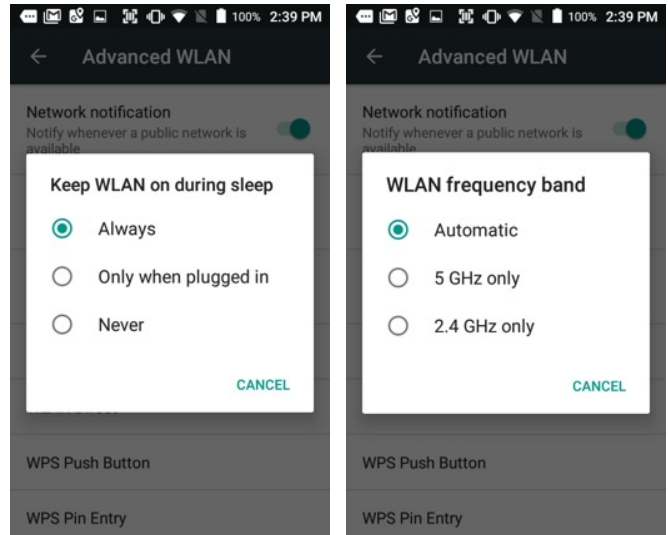 100% 2:39 PM
Advanced WLAN
Network notification
Notify whenever a public network is
available
Keep WLAN on during sleep
Always
Only when plugged in
Never
CANCEL
WPS Push Button
WPS Pin Entry
100% 2:39 PM
Advanced WLAN
Network notification
Notify whenever a public network is
available
WLAN frequency band
Automatic
5 GHz only
2.4 GHz only
CANCEL
WPS Push Button
WPS Pin Entry